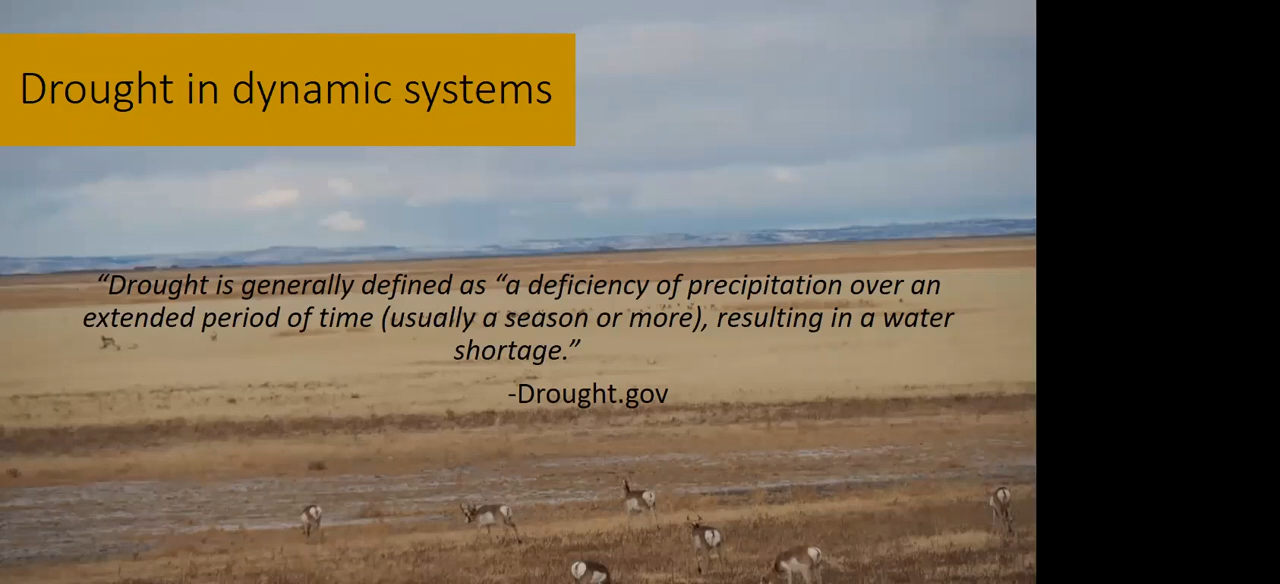 Drought in dynamic systems
“Drought is generally defined as “a deficiency of precipitation over an
extended period of time (usually a season or more), resulting in a water
shortage.”
-Drought.gov